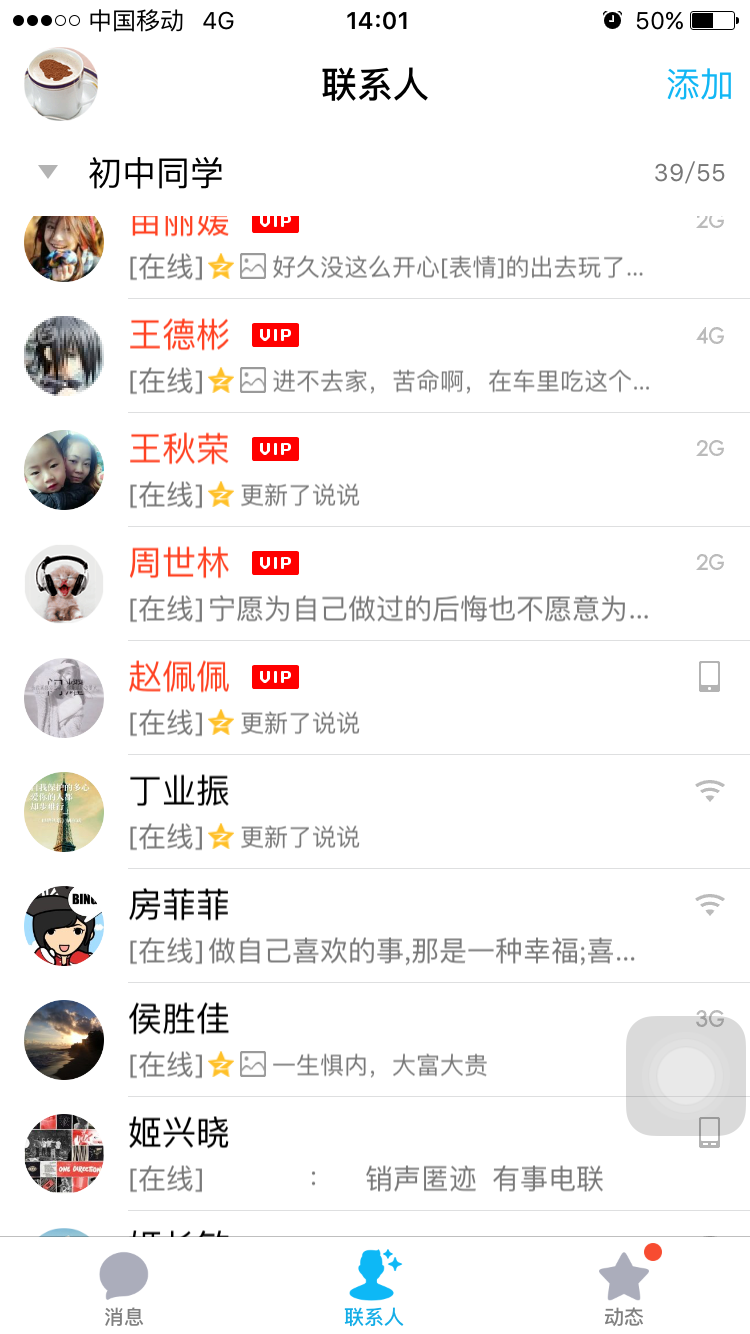 中国移动 4G 14:01 50%
联系人 添加
初中同学 39/55
苗丽媛 VIP 2G
[在线] 好久没这么开心[表情]的出去玩了...
王德彬 VIP 4G
[在线] 进不去家，苦命啊，在车里吃这个...
王秋荣 VIP 2G
[在线] 更新了说说
周世林 VIP 2G
[在线] 宁愿为自己做过的后悔也不愿意为...
赵佩佩 VIP
[在线] 更新了说说
丁业振
[在线] 更新了说说
BING
房菲菲
[在线] 做自己喜欢的事,那是一种幸福;喜...
侯胜佳 3G
[在线] 一生惧内，大富大贵
姬兴晓
ONE DIRECTION
[在线] : 销声匿迹 有事电联
消息 联系人 动态